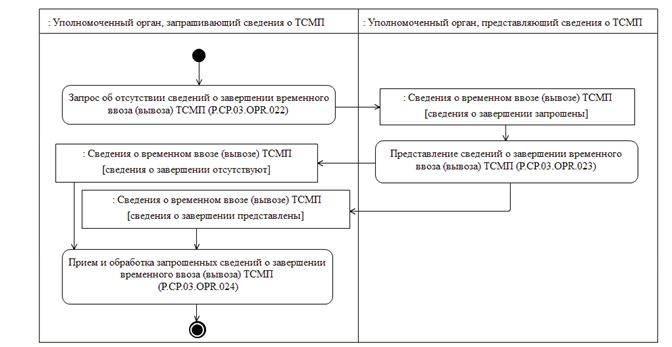 : Уполномоченный орган, запрашивающий сведения о ТСМП
: Уполномоченный орган, представляющий сведения о ТСМП
Запрос об отсутствии сведений о завершении временного
ввоза (вывоза) ТСМП (P.CP.03.OPR.022)
: Сведения о временном ввозе (вывозе) ТСМП
[сведения о завершении запрошены]
: Сведения о временном ввозе (вывозе) ТСМП
[сведения о завершении отсутствуют]
Представление сведений о завершении временного
ввоза (вывоза) ТСМП (P.CP.03.OPR.023)
: Сведения о временном ввозе (вывозе) ТСМП
[сведения о завершении представлены]
Прием и обработка запрошенных сведений о завершении
временного ввоза (вывоза) ТСМП
(P.CP.03.OPR.024)